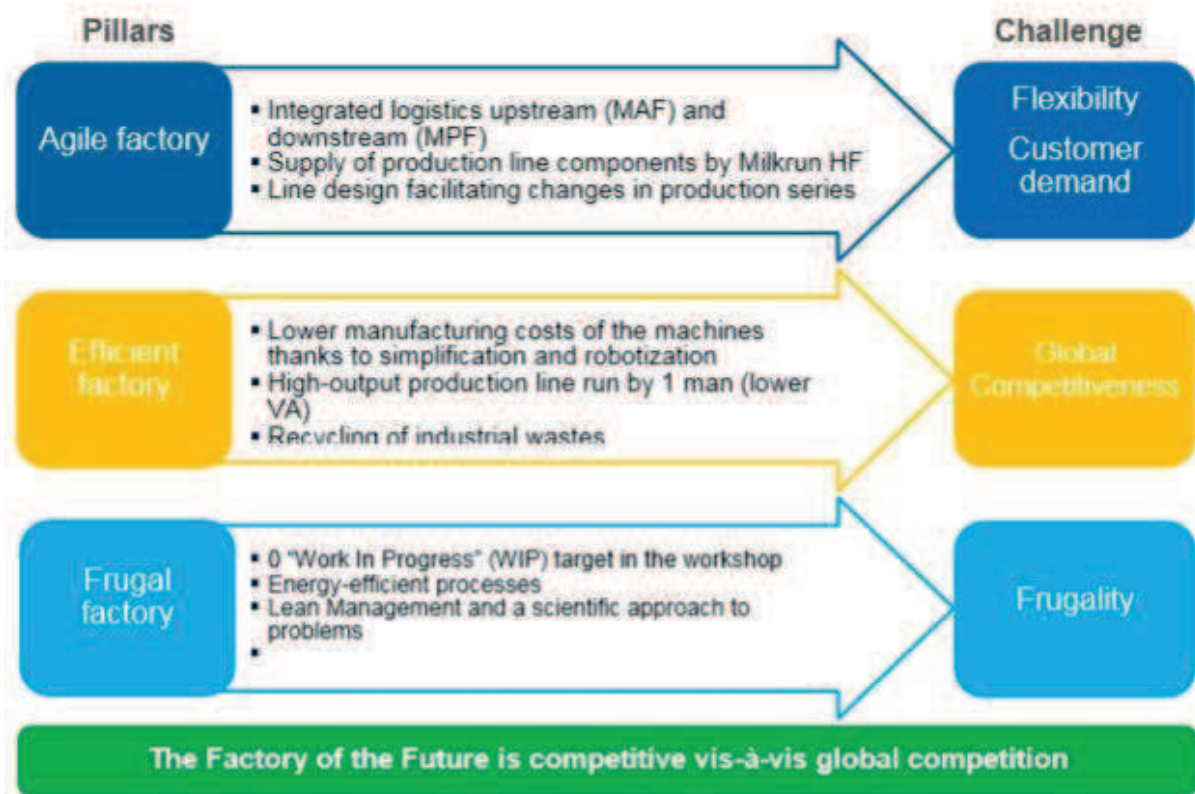 Pillars
Challenge
Agile factory
▪ Integrated logistics upstream (MAF) and
downstream (MPF)
▪ Supply of production line components by Milkrun HF
▪ Line design facilitating changes in production series
Flexibility
Customer
demand
Efficient
factory
▪ Lower manufacturing costs of the machines
thanks to simplification and robotization
▪ High-output production line run by 1 man (lower
VA)
▪ Recycling of industrial wastes
Global
Competitiveness
Frugal
factory
▪ 0 “Work In Progress” (WIP) target in the workshop
▪ Energy-efficient processes
▪ Lean Management and a scientific approach to
problems
▪
Frugality
The Factory of the Future is competitive vis-à-vis global competition